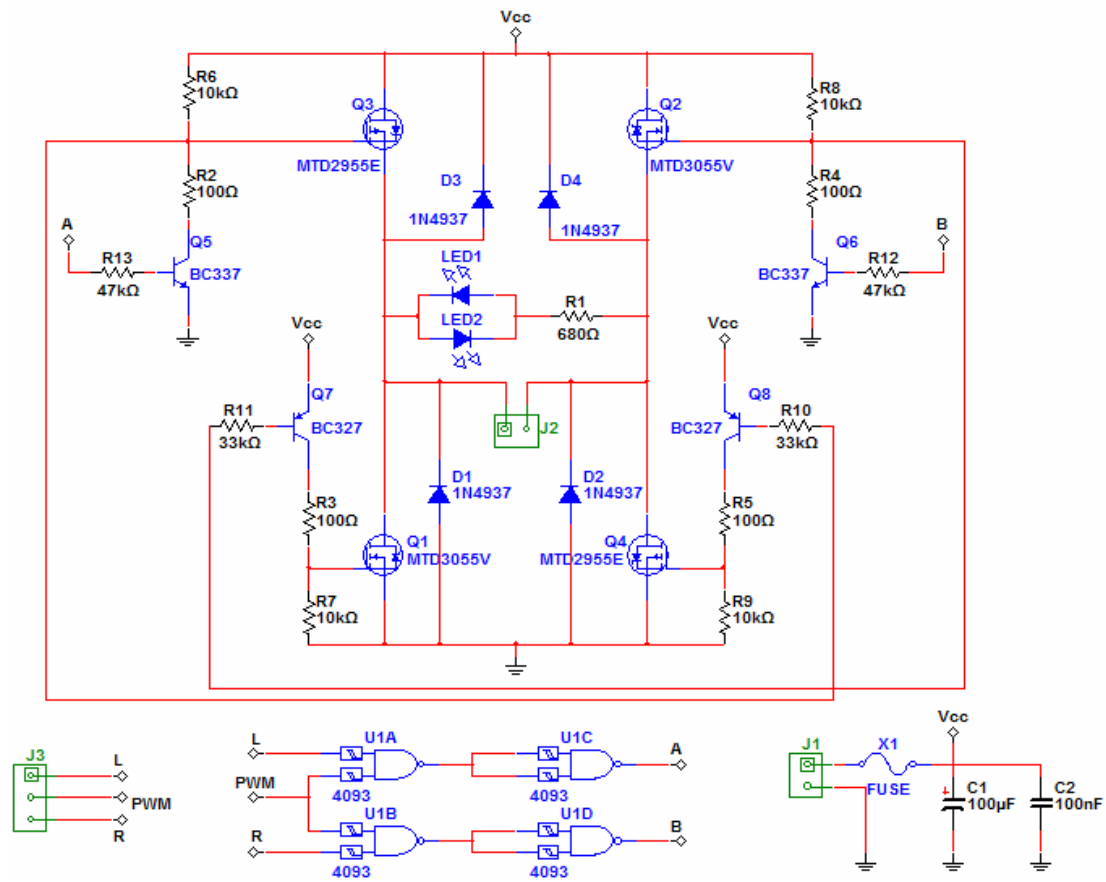 Vcc
R6
10kΩ
Q3
MTD2955E
Q2
MTD3055V
R8
10kΩ
R2
100Ω
D3
1N4937
D4
1N4937
R4
100Ω
A
R13
47kΩ
Q5
BC337
LED1
LED2
R1
680Ω
Q6
BC337
R12
47kΩ
B
Vcc
Q7
BC327
R11
33kΩ
J2
Vcc
Q8
BC327
R10
33kΩ
R3
100Ω
D1
1N4937
D2
1N4937
R5
100Ω
Q1
MTD3055V
Q4
MTD2955E
R7
10kΩ
R9
10kΩ
J3
L
PWM
R
L
PWM
R
U1A
4093
U1B
4093
U1C
4093
U1D
4093
A
B
J1
X1
FUSE
Vcc
C1
100µF
+
C2
100nF